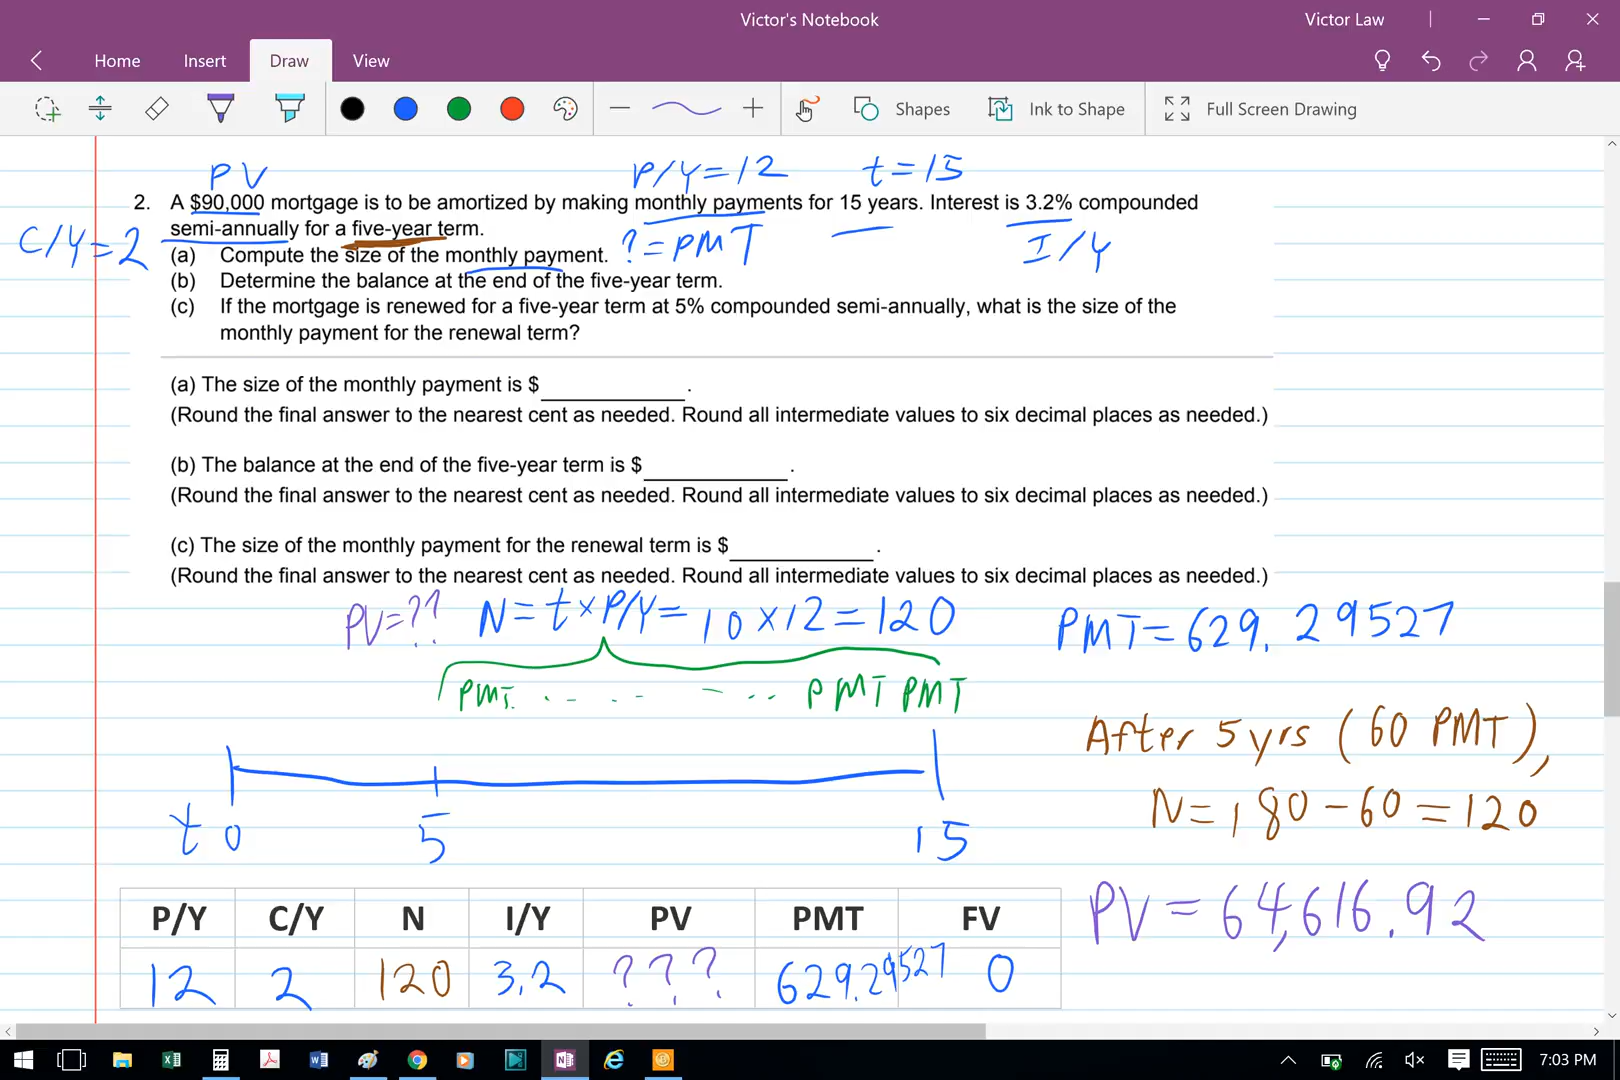 Victor's Notebook
Victor Law
Home Insert Draw View
Shapes Ink to Shape Full Screen Drawing
PV P/Y=12 t=15
2. A $90,000 mortgage is to be amortized by making monthly payments for 15 years. Interest is 3.2% compounded
semi-annually for a five-year term.
C/Y=2 ?=PMT I/Y
(a) Compute the size of the monthly payment.
(b) Determine the balance at the end of the five-year term.
(c) If the mortgage is renewed for a five-year term at 5% compounded semi-annually, what is the size of the
monthly payment for the renewal term?
(a) The size of the monthly payment is $ .
(Round the final answer to the nearest cent as needed. Round all intermediate values to six decimal places as needed.)
(b) The balance at the end of the five-year term is $ .
(Round the final answer to the nearest cent as needed. Round all intermediate values to six decimal places as needed.)
(c) The size of the monthly payment for the renewal term is $ .
(Round the final answer to the nearest cent as needed. Round all intermediate values to six decimal places as needed.)
PV=?? N=t×P/Y=10×12=120 PMT=629.29527
PMT. ..... PMT PMT
After 5yrs (60 PMT),
N=180-60=120
t 0 5 15
PV=64,616.92
P/Y C/Y N I/Y PV PMT FV
12 2 120 3.2 ??? 629.29527 0
7:03 PM